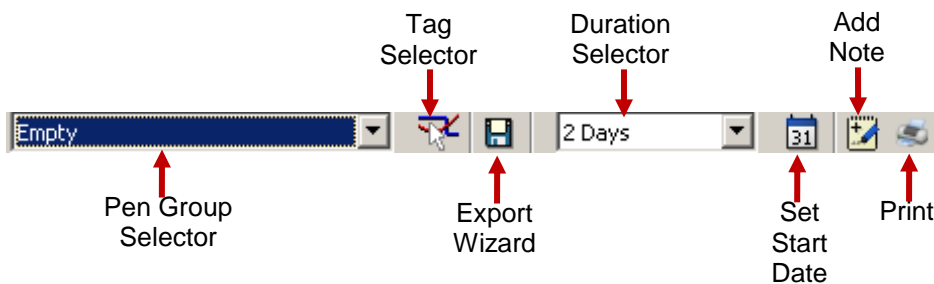 Tag
Selector
Duration
Selector
Add
Note
Empty
2 Days
31
Pen Group
Selector
Export
Wizard
Set
Start
Date
Print